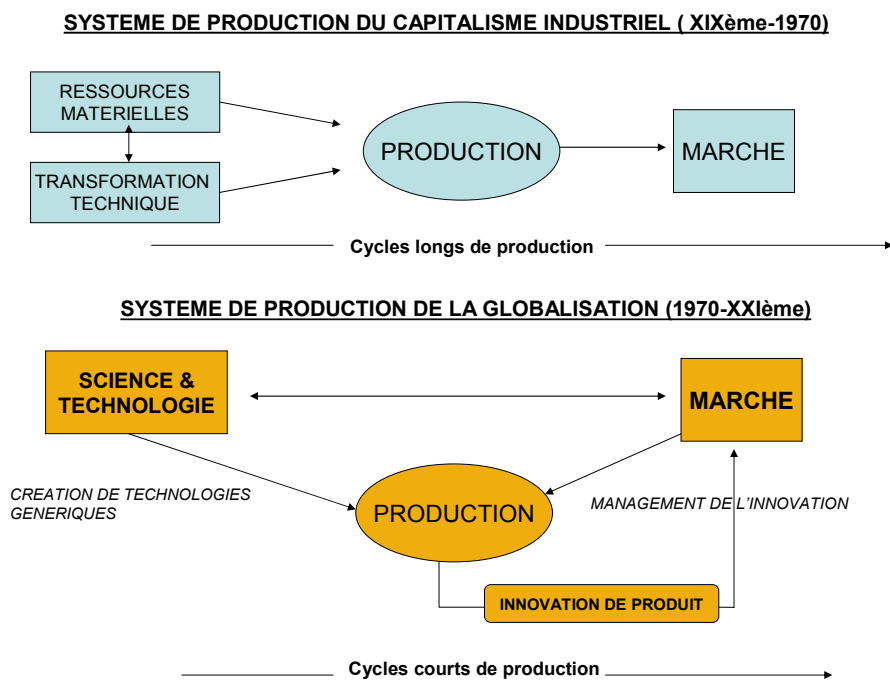 SYSTEME DE PRODUCTION DU CAPITALISME INDUSTRIEL ( XIXème-1970)
RESSOURCES
MATERIELLES
TRANSFORMATION
TECHNIQUE
PRODUCTION
MARCHE
Cycles longs de production
SYSTEME DE PRODUCTION DE LA GLOBALISATION (1970-XXIème)
SCIENCE &
TECHNOLOGIE
MARCHE
CREATION DE TECHNOLOGIES
GENERIQUES
PRODUCTION
MANAGEMENT DE L'INNOVATION
INNOVATION DE PRODUIT
Cycles courts de production